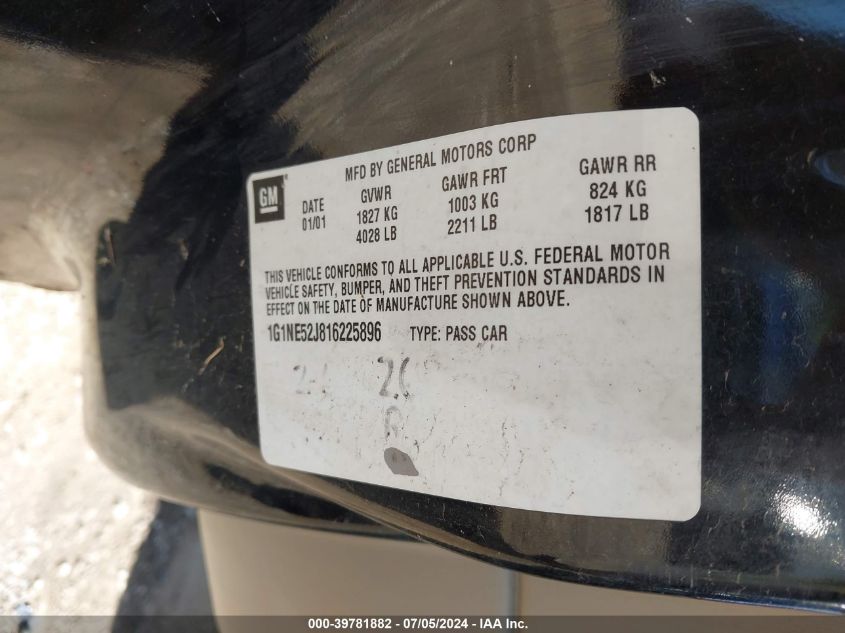 MFD BY GENERAL MOTORS CORP
GM
DATE GVWR GAWR FRT GAWR RR
01/01 1827 KG 1003 KG 824 KG
4028 LB 2211 LB 1817 LB
THIS VEHICLE CONFORMS TO ALL APPLICABLE U.S. FEDERAL MOTOR
VEHICLE SAFETY, BUMPER, AND THEFT PREVENTION STANDARDS IN
EFFECT ON THE DATE OF MANUFACTURE SHOWN ABOVE.
1G1NE52J816225896 TYPE: PASS CAR
000-39781882 - 07/05/2024 - IAA Inc.